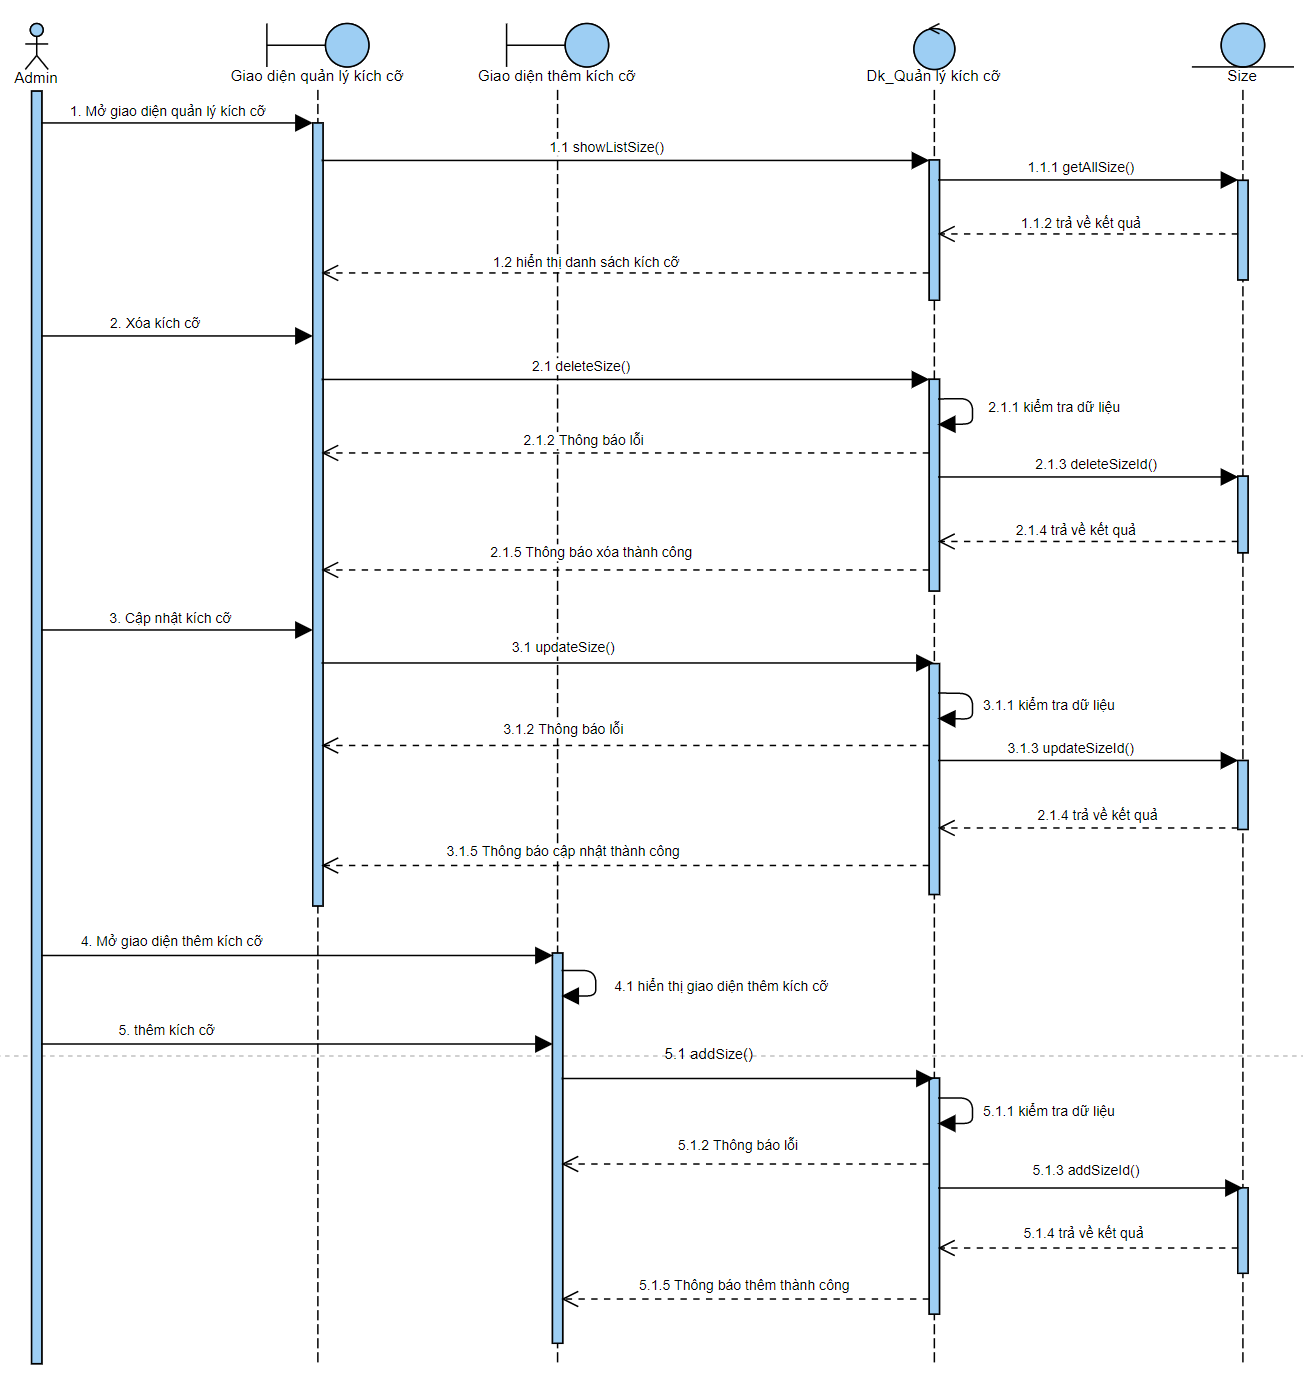 Admin
Giao diện quản lý kích cỡ
Giao diện thêm kích cỡ
Dk_Quản lý kích cỡ
Size
1. Mở giao diện quản lý kích cỡ
1.1 showListSize()
1.1.1 getAllSize()
1.1.2 trả về kết quả
1.2 hiển thị danh sách kích cỡ
2. Xóa kích cỡ
2.1 deleteSize()
2.1.1 kiểm tra dữ liệu
2.1.2 Thông báo lỗi
2.1.3 deleteSizeId()
2.1.4 trả về kết quả
2.1.5 Thông báo xóa thành công
3. Cập nhật kích cỡ
3.1 updateSize()
3.1.1 kiểm tra dữ liệu
3.1.2 Thông báo lỗi
3.1.3 updateSizeId()
2.1.4 trả về kết quả
3.1.5 Thông báo cập nhật thành công
4. Mở giao diện thêm kích cỡ
4.1 hiển thị giao diện thêm kích cỡ
5. thêm kích cỡ
5.1 addSize()
5.1.1 kiểm tra dữ liệu
5.1.2 Thông báo lỗi
5.1.3 addSizeId()
5.1.4 trả về kết quả
5.1.5 Thông báo thêm thành công